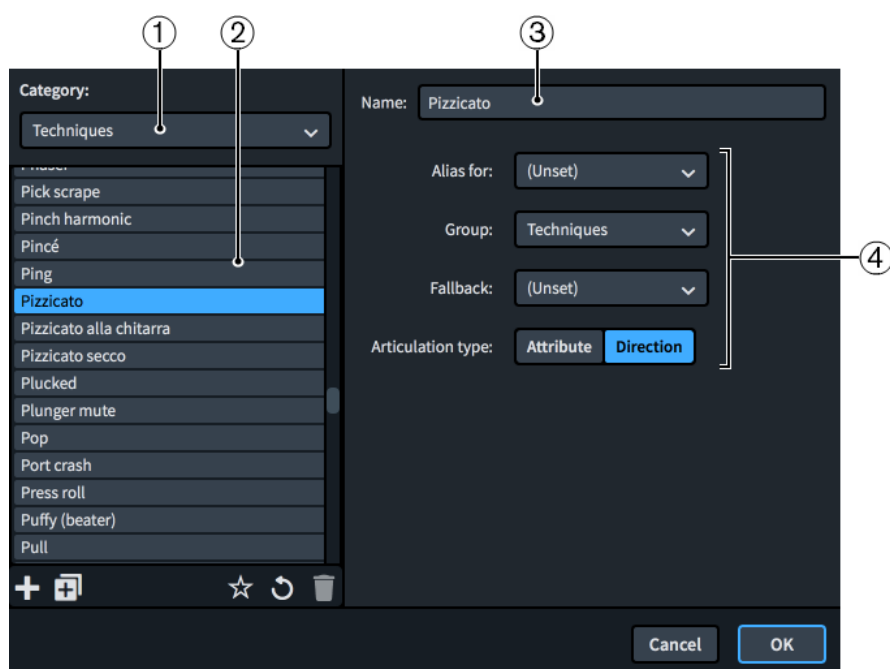 1 2 3
Category:
Techniques
Name: Pizzicato
Pick scrape
Pinch harmonic
Pincé
Ping
Pizzicato
Pizzicato alla chitarra
Pizzicato secco
Plucked
Plunger mute
Pop
Port crash
Press roll
Puffy (beater)
Pull
Alias for: (Unset)
Group: Techniques
Fallback: (Unset)
Articulation type: Attribute Direction
4
Cancel OK